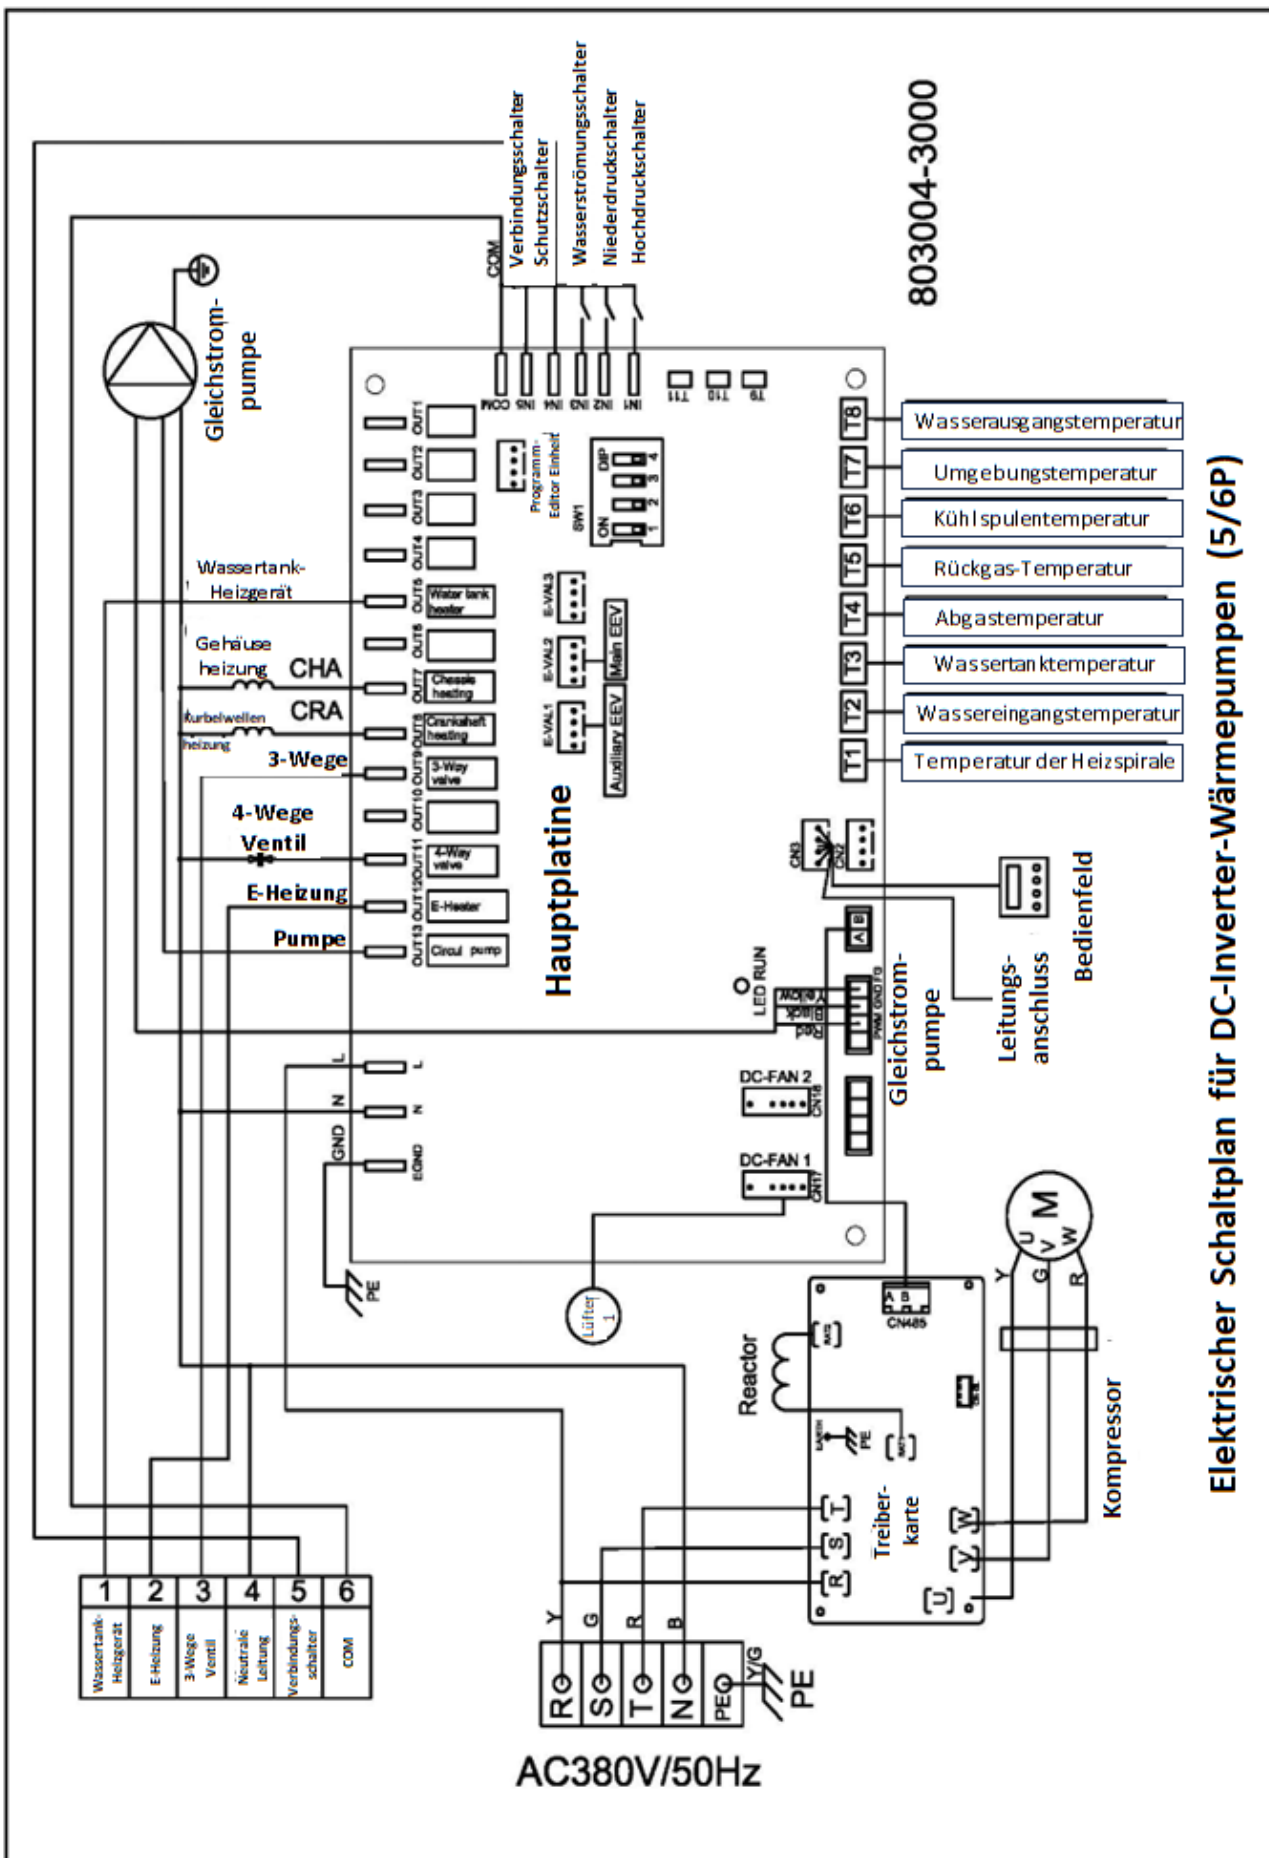 Verbindungsschalter
Schutzschalter
Wasserströmungsschalter
Niederdruckschalter
Hochdruckschalter
803004-3000
COM
Gleichstrom-
pumpe
COM
IN5
IN4
IN3
IN2
IN1
T11
T10
T9
OUT1
OUT2
OUT3
OUT4
OUT5
OUT6
OUT7
OUT8
OUT9
OUT10
OUT11
OUT12
OUT13
Programm-
Editor Einheit
SW1
ON
DIP
1
2
3
4
Wassertank-
Heizgerät
Water tank
heater
Gehäuse
heizung
CHA
Chassis
heating
Kurbelwellen
heizung
CRA
Crankshaft
heating
3-Wege
3-Way
valve
4-Wege
Ventil
4-Way
valve
E-Heizung
E-Heater
Pumpe
Circul pump
E-VAL3
E-VAL2
E-VAL1
Main EEV
Auxiliary EEV
Hauptplatine
T8
Wasserausgangstemperatur
T7
Umgebungstemperatur
T6
Kühlspulentemperatur
T5
Rückgas-Temperatur
T4
Abgastemperatur
T3
Wassertanktemperatur
T2
Wassereingangstemperatur
T1
Temperatur der Heizspirale
CN3
CN2
A
B
Bedienfeld
Leitungs-
anschluss
LED RUN
Yellow
Black
Red
PWM GND FG
Gleichstrom-
pumpe
DC-FAN 2
CN18
DC-FAN 1
CN17
L
L
N
N
GND
EGND
PE
Lüfter
1
Reactor
CN485
A B
EARTH
PE
Treiber-
karte
T
S
R
W
V
U
M
U
V
W
Y
G
R
Kompressor
1
2
3
4
5
6
Wassertank-
Heizgerät
E-Heizung
3-Wege
Ventil
Neutrale
Leitung
Verbindungs-
schalter
COM
Y
G
R
B
Y/G
R
S
T
N
PE
PE
AC380V/50Hz
Elektrischer Schaltplan für DC-Inverter-Wärmepumpen (5/6P)